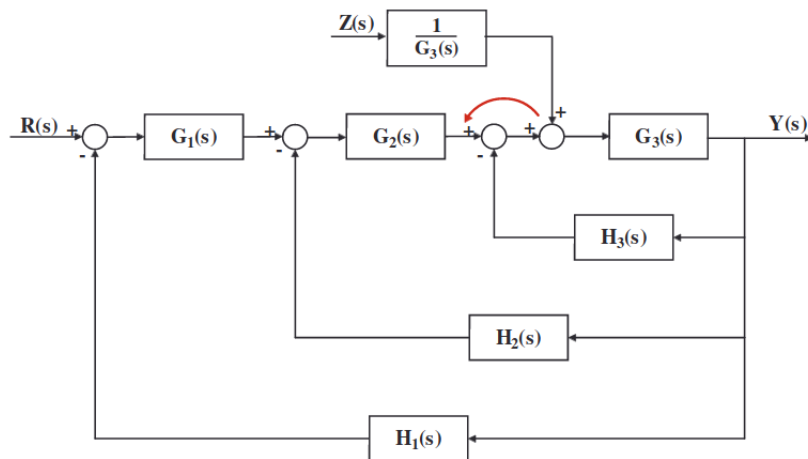 Z(s)
1
G3(s)
R(s) + - G1(s) + - G2(s) + - + + G3(s) Y(s)
H3(s)
H2(s)
H1(s)